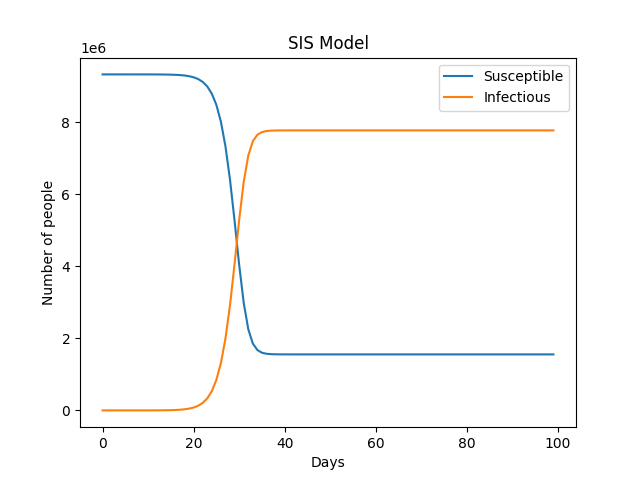 SIS Model
1e6
Susceptible
Infectious
8
6
4
2
0
Number of people
0 20 40 60 80 100
Days